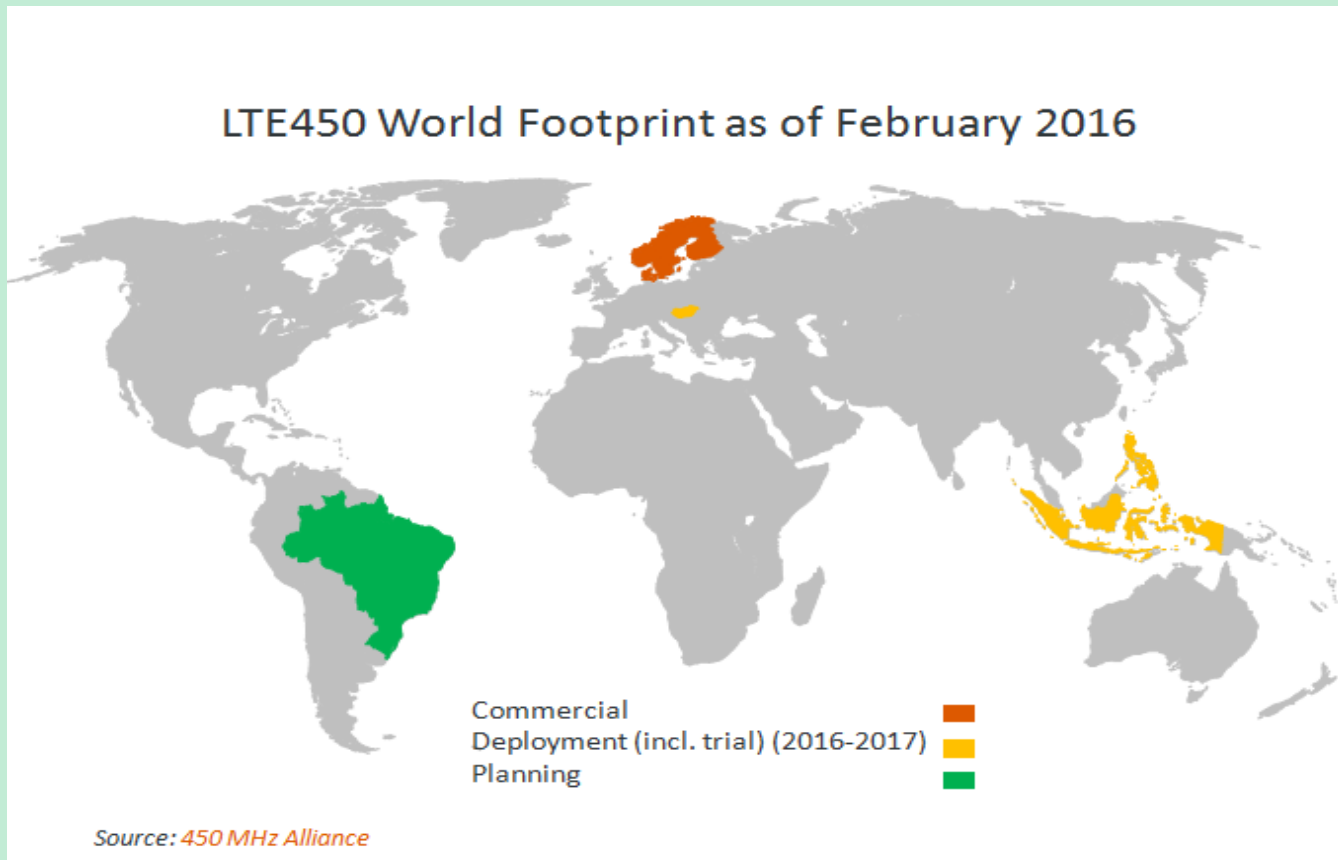 LTE450 World Footprint as of February 2016
Commercial
Deployment (incl. trial) (2016-2017)
Planning
Source: 450 MHz Alliance